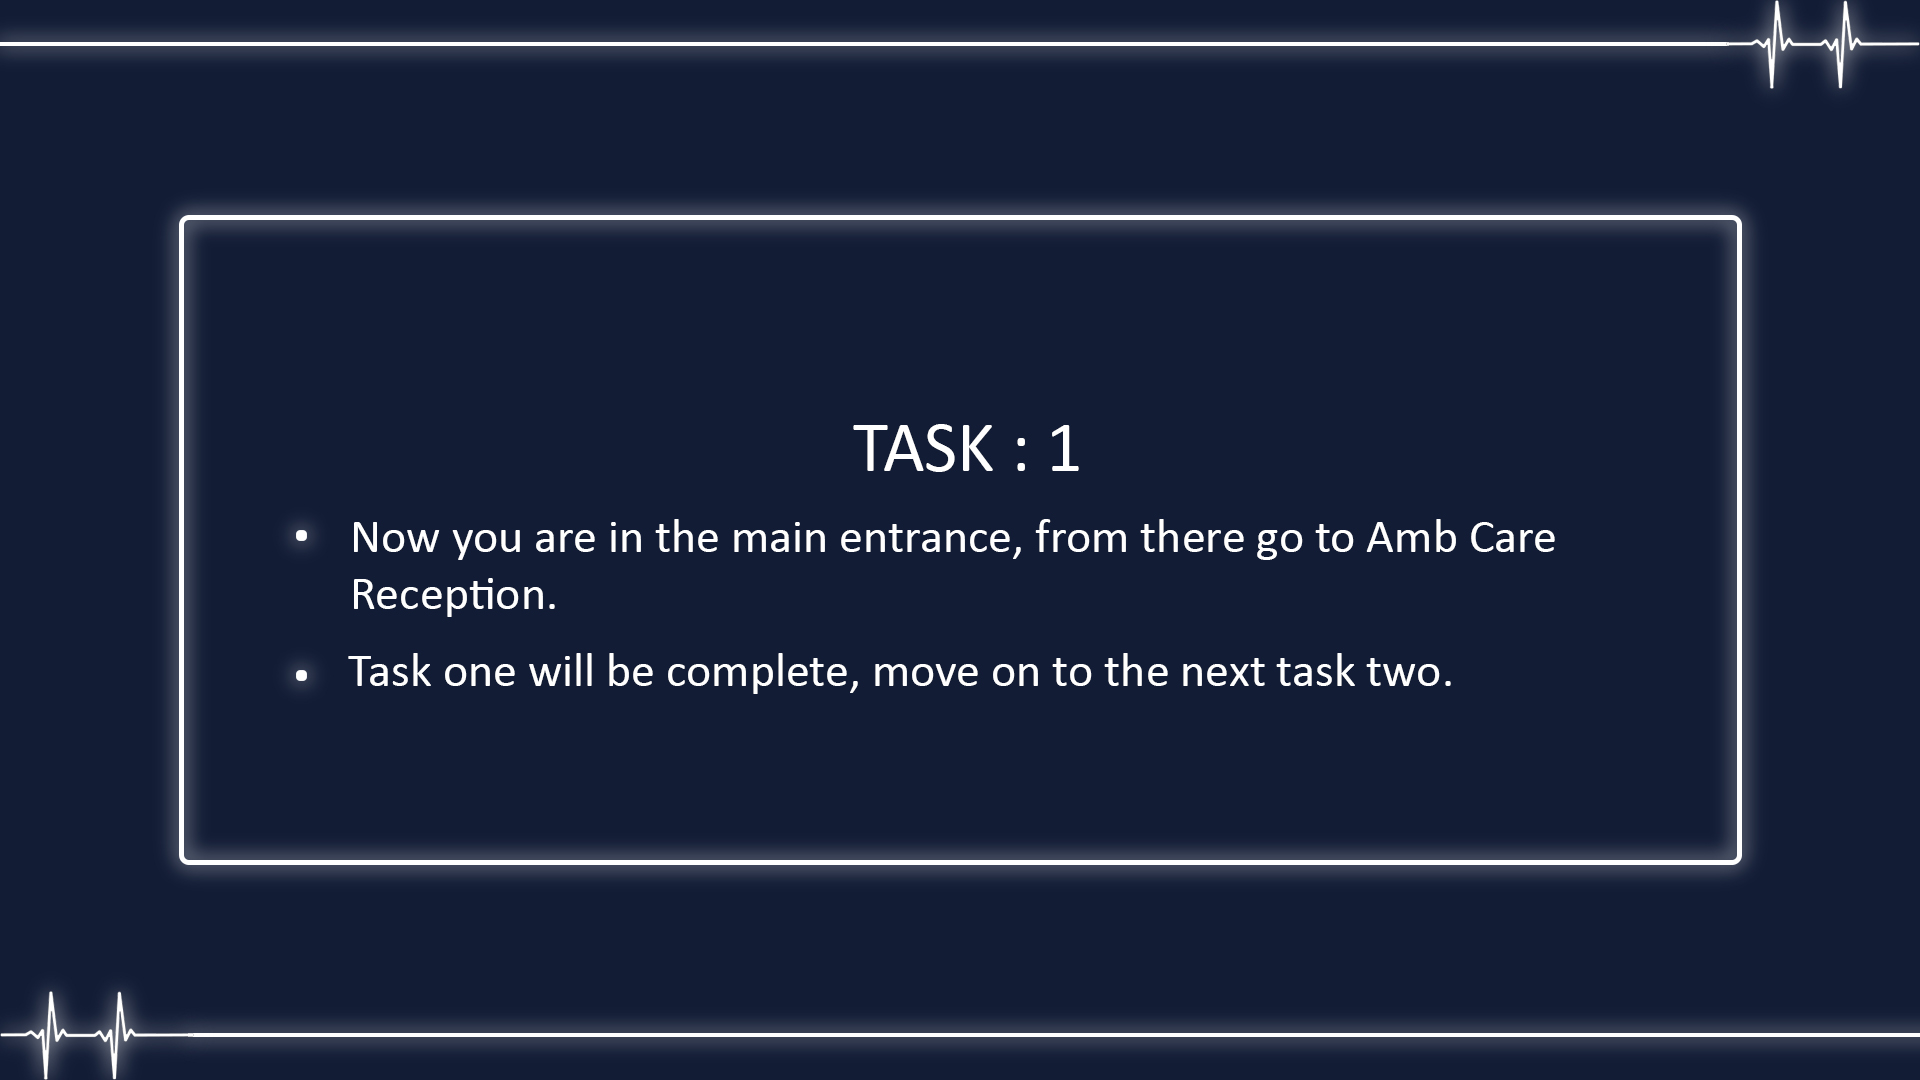 TASK : 1
• Now you are in the main entrance, from there go to Amb Care
Reception.
• Task one will be complete, move on to the next task two.